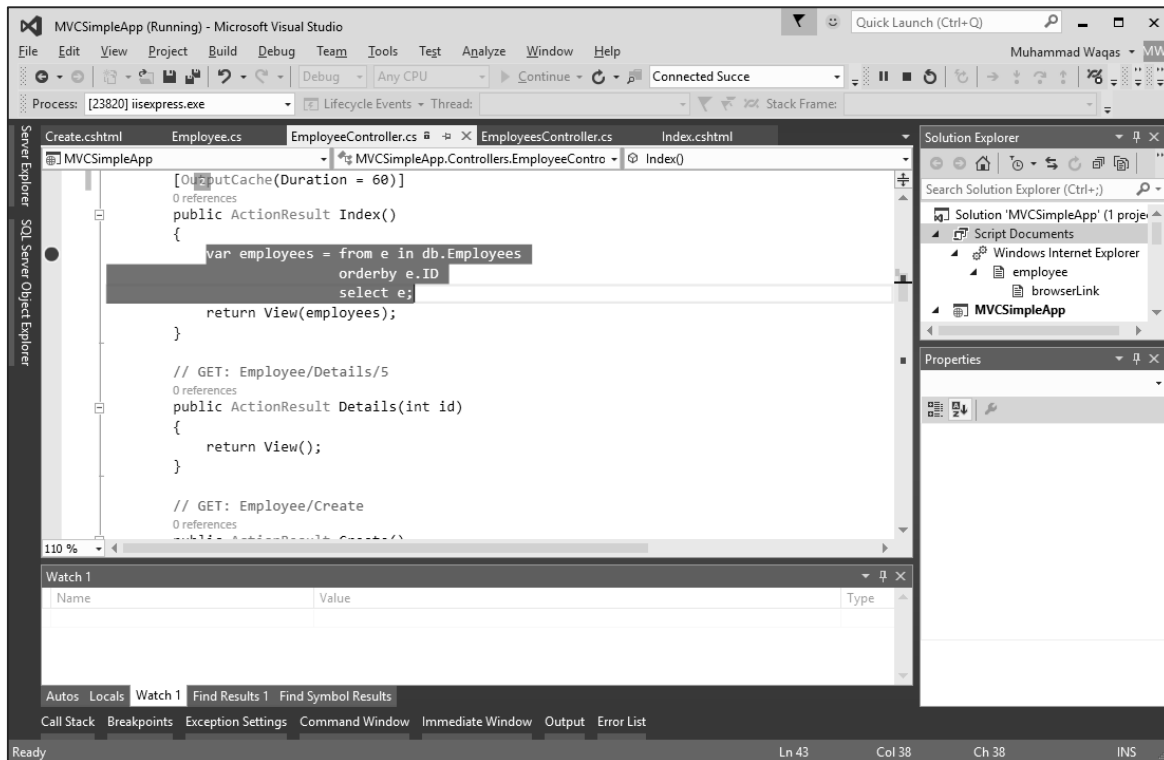 MVCSimpleApp (Running) - Microsoft Visual Studio
Quick Launch (Ctrl+Q)
File Edit View Project Build Debug Team Tools Test Analyze Window Help
Muhammad Waqas MW
Debug Any CPU Continue Connected Succe
Process: [23820] iisexpress.exe Lifecycle Events Thread: Stack Frame:
Server Explorer
SQL Server Object Explorer
Create.cshtml Employee.cs EmployeeController.cs EmployeesController.cs Index.cshtml
MVCSimpleApp MVCSimpleApp.Controllers.EmployeeContro Index()
[OutputCache(Duration = 60)]
0 references
public ActionResult Index()
{
var employees = from e in db.Employees
orderby e.ID
select e;
return View(employees);
}
// GET: Employee/Details/5
0 references
public ActionResult Details(int id)
{
return View();
}
// GET: Employee/Create
0 references
public ActionResult Create()
110 %
Solution Explorer
Search Solution Explorer (Ctrl+;)
Solution 'MVCSimpleApp' (1 proje
Script Documents
Windows Internet Explorer
employee
browserLink
MVCSimpleApp
Properties
Watch 1
Name Value Type
Autos Locals Watch 1 Find Results 1 Find Symbol Results
Call Stack Breakpoints Exception Settings Command Window Immediate Window Output Error List
Ready Ln 43 Col 38 Ch 38 INS